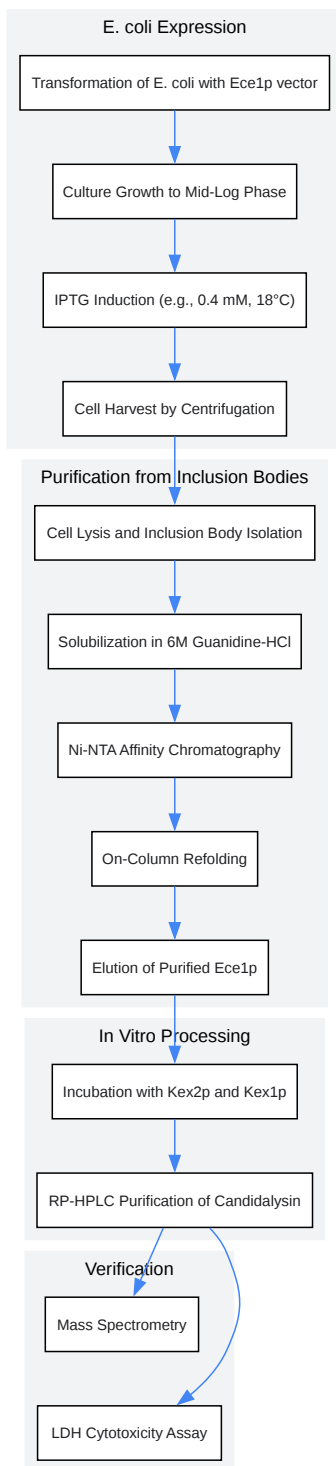 E. coli Expression
Transformation of E. coli with Ece1p vector
Culture Growth to Mid-Log Phase
IPTG Induction (e.g., 0.4 mM, 18°C)
Cell Harvest by Centrifugation
Purification from Inclusion Bodies
Cell Lysis and Inclusion Body Isolation
Solubilization in 6M Guanidine-HCl
Ni-NTA Affinity Chromatography
On-Column Refolding
Elution of Purified Ece1p
In Vitro Processing
Incubation with Kex2p and Kex1p
RP-HPLC Purification of Candidalysin
Verification
Mass Spectrometry
LDH Cytotoxicity Assay